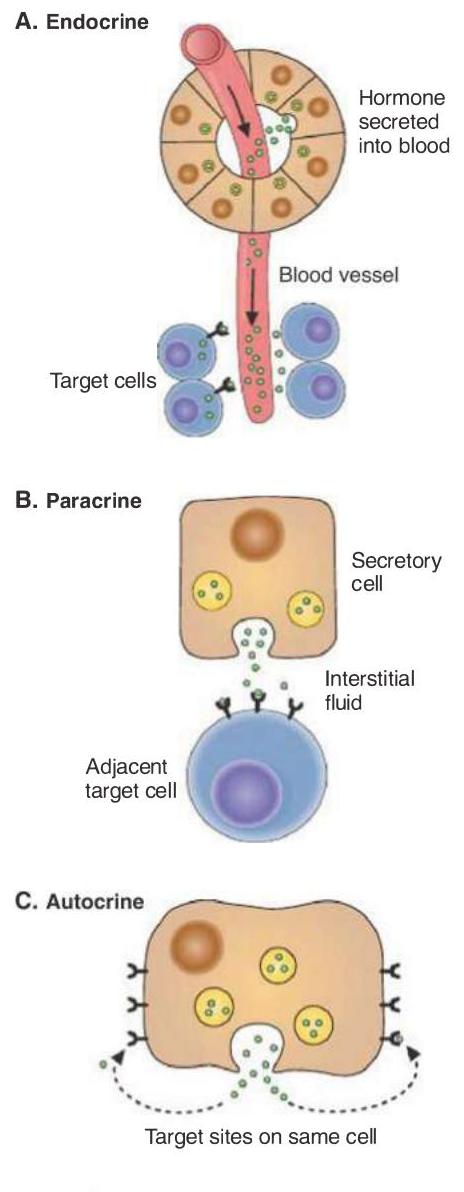 A. Endocrine
Hormone
secreted
into blood
Blood vessel
Target cells
B. Paracrine
Secretory
cell
Interstitial
fluid
Adjacent
target cell
C. Autocrine
Target sites on same cell